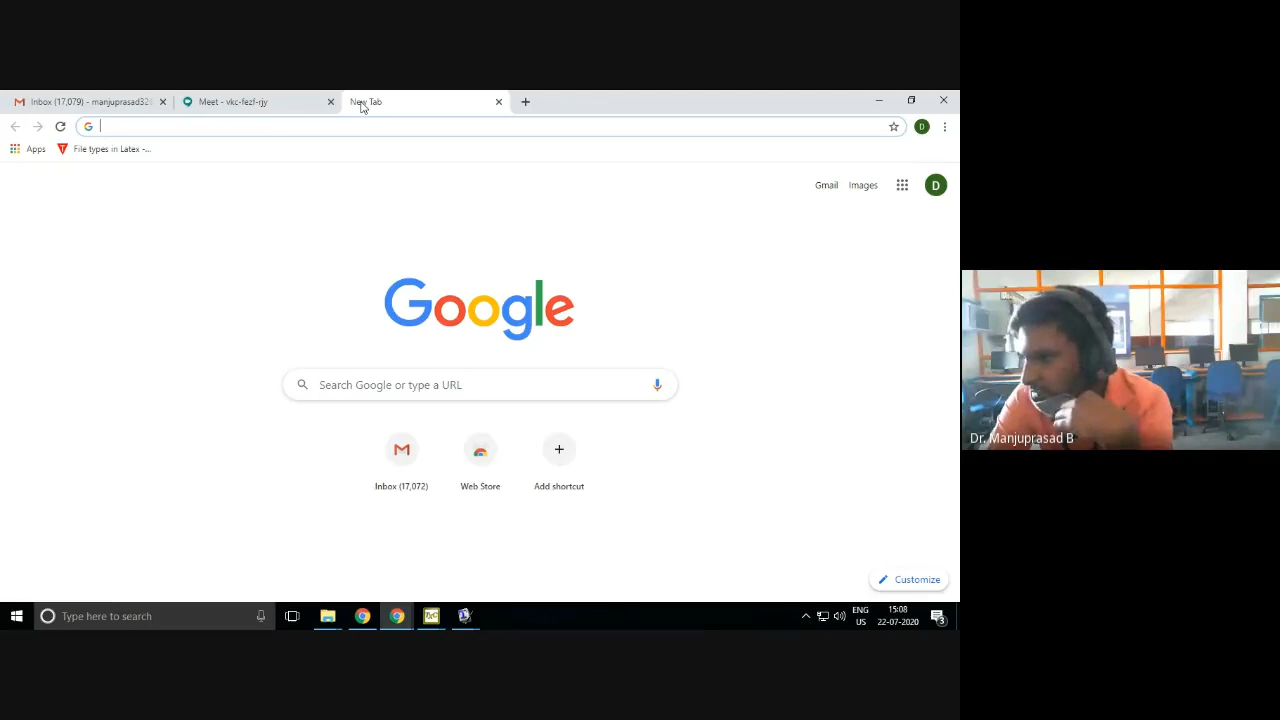 Inbox (17,079) - manjuprasad32
Meet - vkc-fezf-rjy
New Tab
Apps
File types in Latex -...
Gmail
Images
D
Google
Search Google or type a URL
Inbox (17,072)
Web Store
Add shortcut
Customize
Dr. Manjuprasad B
Type here to search
ENG
US
15:08
22-07-2020
3